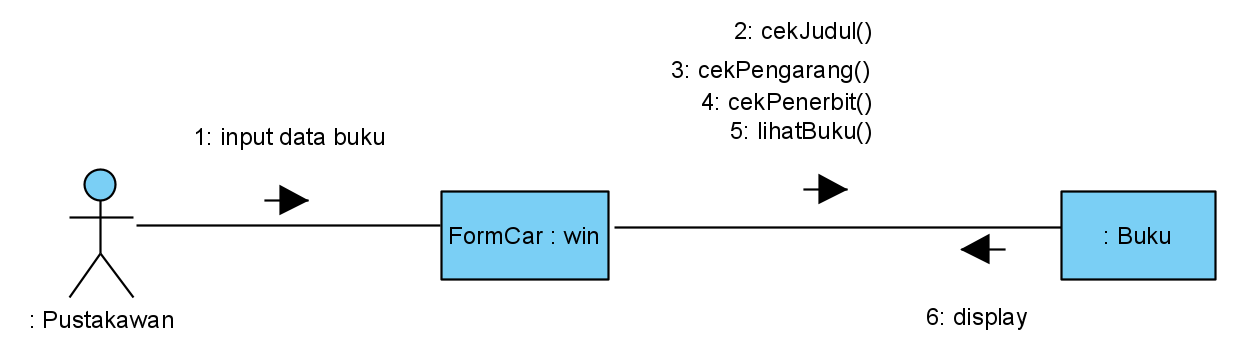 2: cekJudul()
3: cekPengarang()
4: cekPenerbit()
5: lihatBuku()
1: input data buku
FormCar : win
: Buku
: Pustakawan
6: display